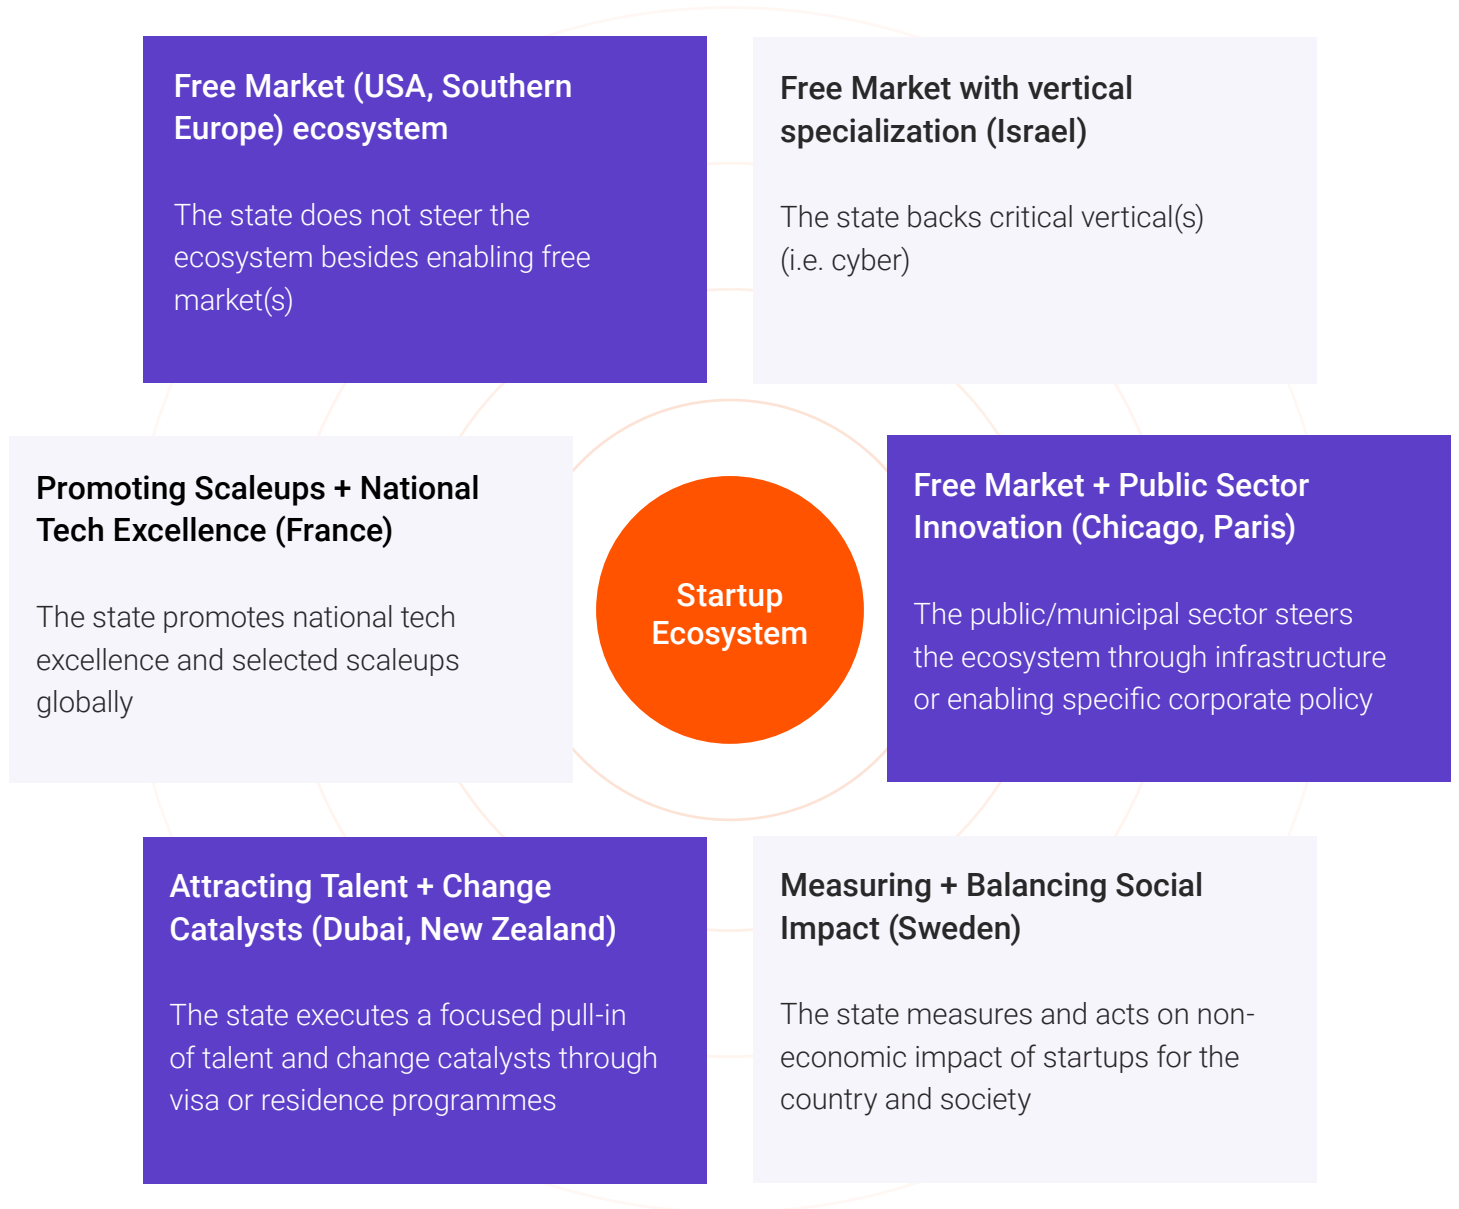 Free Market (USA, Southern
Europe) ecosystem
The state does not steer the
ecosystem besides enabling free
market(s)
Free Market with vertical
specialization (Israel)
The state backs critical vertical(s)
(i.e. cyber)
Promoting Scaleups + National
Tech Excellence (France)
The state promotes national tech
excellence and selected scaleups
globally
Startup
Ecosystem
Free Market + Public Sector
Innovation (Chicago, Paris)
The public/municipal sector steers
the ecosystem through infrastructure
or enabling specific corporate policy
Attracting Talent + Change
Catalysts (Dubai, New Zealand)
The state executes a focused pull-in
of talent and change catalysts through
visa or residence programmes
Measuring + Balancing Social
Impact (Sweden)
The state measures and acts on non-
economic impact of startups for the
country and society